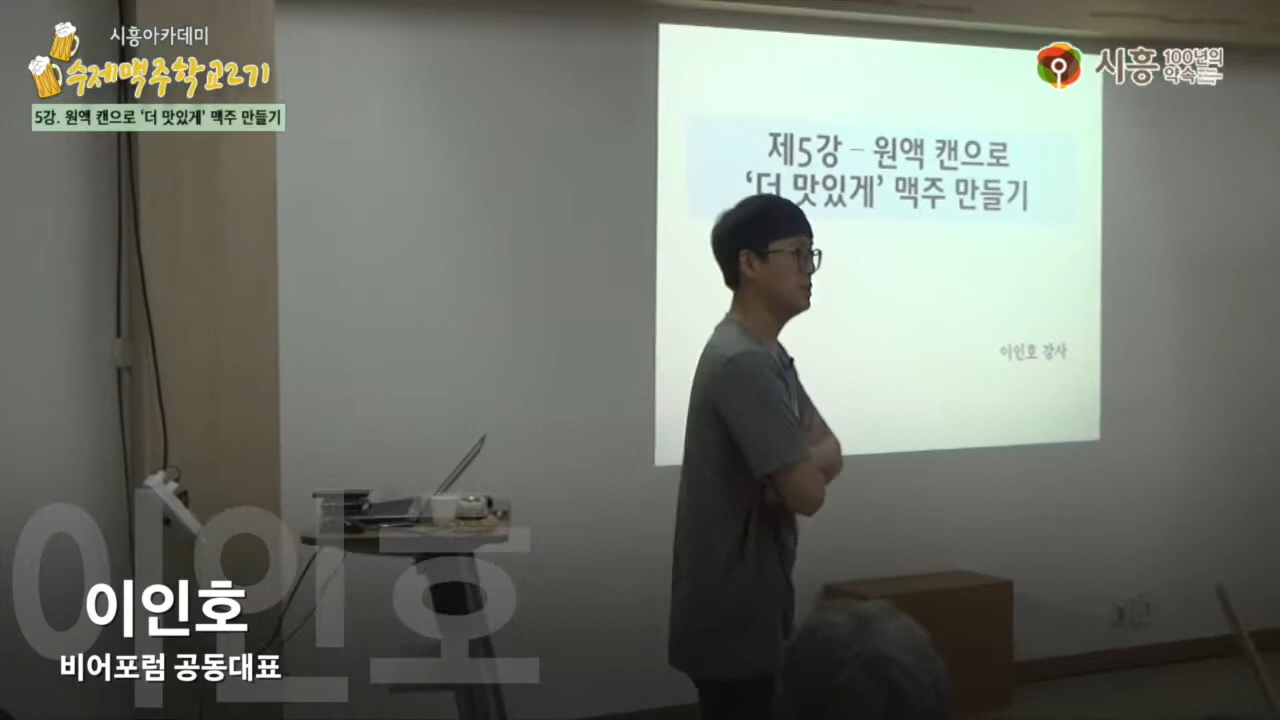 시흥아카데미
수제맥주학교2기
5강. 원액 캔으로 ‘더 맛있게’ 맥주 만들기
시흥 100년의
약속
제5강 – 원액 캔으로
‘더 맛있게’ 맥주 만들기
이인호 강사
이인호
이인호
비어포럼 공동대표